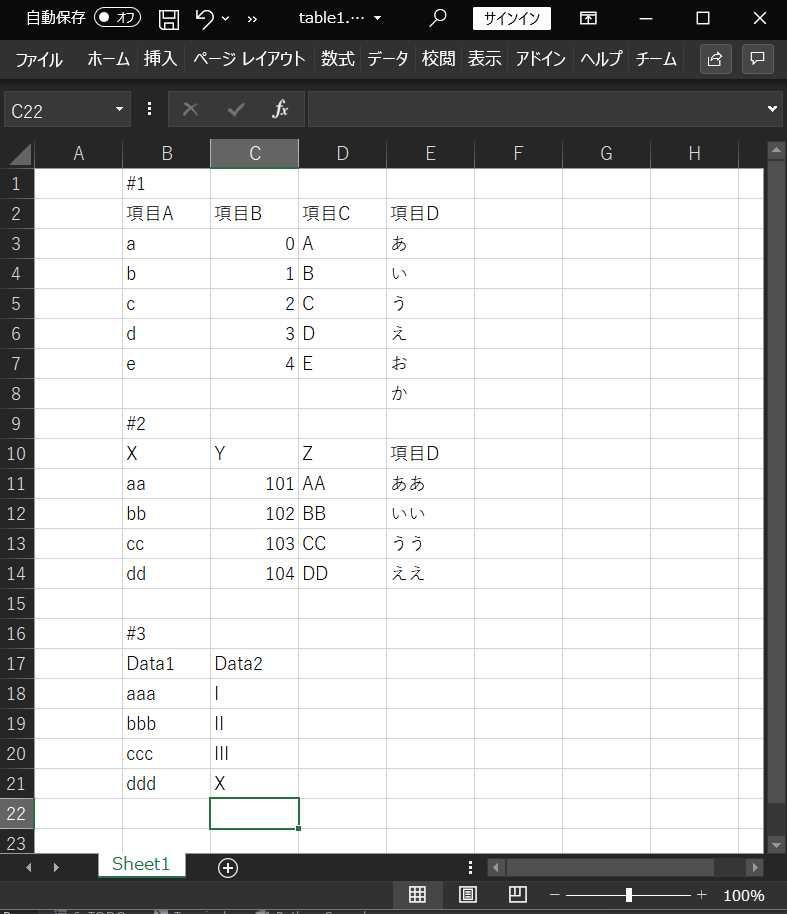 自動保存 オフ table1.… サインイン
ファイル ホーム 挿入 ページ レイアウト 数式 データ 校閲 表示 アドイン ヘルプ チーム
C22 fx
A B C D E F G H
1 #1
2 項目A 項目B 項目C 項目D
3 a 0 A あ
4 b 1 B い
5 c 2 C う
6 d 3 D え
7 e 4 E お
8 か
9 #2
10 X Y Z 項目D
11 aa 101 AA ああ
12 bb 102 BB いい
13 cc 103 CC うう
14 dd 104 DD ええ
15
16 #3
17 Data1 Data2
18 aaa I
19 bbb II
20 ccc III
21 ddd X
22
23
Sheet1
100%